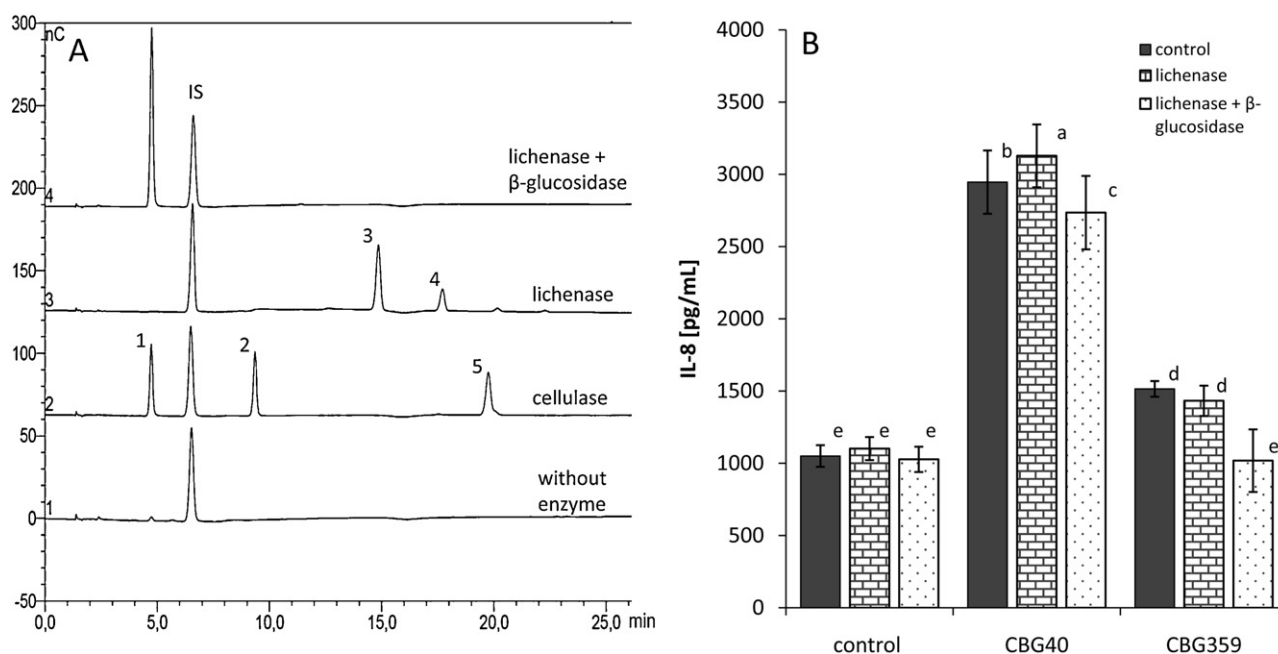 300
nC
A
250
200
150
100
50
0
-50
IS
4
lichenase +
β-glucosidase
3
4
3
lichenase
1
2
5
2
cellulase
1
without
enzyme
0,0
5,0
10,0
15,0
20,0
25,0 min
B
4000
3500
3000
2500
2000
1500
1000
500
0
IL-8 [pg/mL]
control
lichenase
lichenase + β-
glucosidase
e e e
b a c
d d e
control CBG40 CBG359